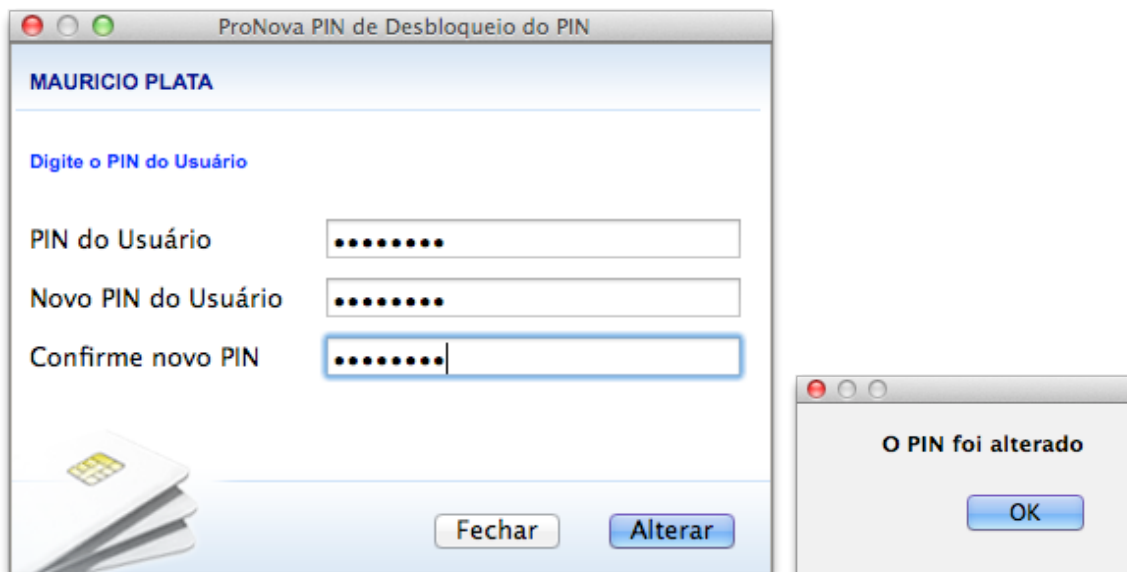 ProNova PIN de Desbloqueio do PIN
MAURICIO PLATA
Digite o PIN do Usuário
PIN do Usuário ••••••••
Novo PIN do Usuário ••••••••
Confirme novo PIN ••••••••
Fechar Alterar
O PIN foi alterado
OK